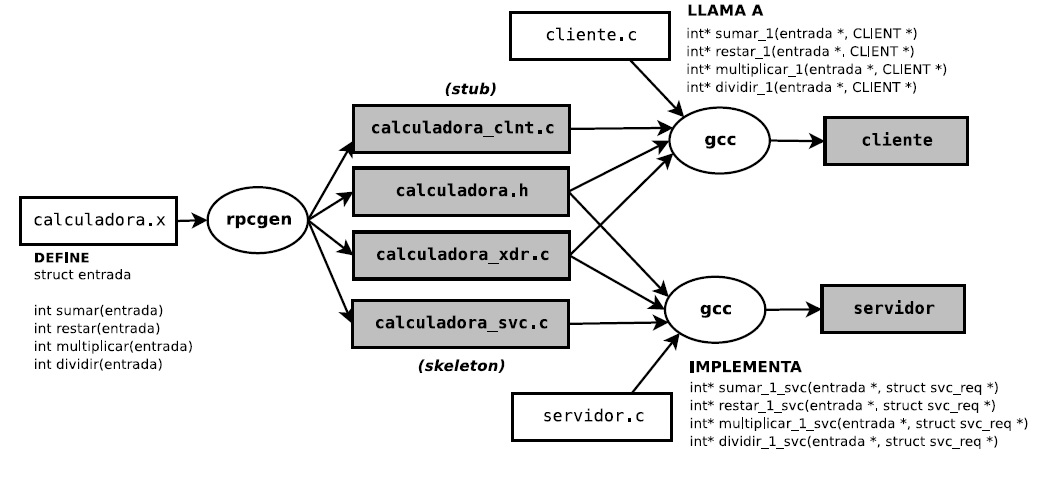 LLAMA A
cliente.c
int* sumar_1(entrada *, CLIENT *)
int* restar_1(entrada *, CLIENT *)
int* multiplicar_1(entrada *, CLIENT *)
int* dividir_1(entrada *, CLIENT *)
(stub)
calculadora_clnt.c
gcc
cliente
calculadora.h
calculadora.x
rpcgen
calculadora_xdr.c
DEFINE
struct entrada
int sumar(entrada)
int restar(entrada)
int multiplicar(entrada)
int dividir(entrada)
calculadora_svc.c
gcc
servidor
(skeleton)
servidor.c
IMPLEMENTA
int* sumar_1_svc(entrada *, struct svc_req *)
int* restar_1_svc(entrada *, struct svc_req *)
int* multiplicar_1_svc(entrada *, struct svc_req *)
int* dividir_1_svc(entrada *, struct svc_req *)